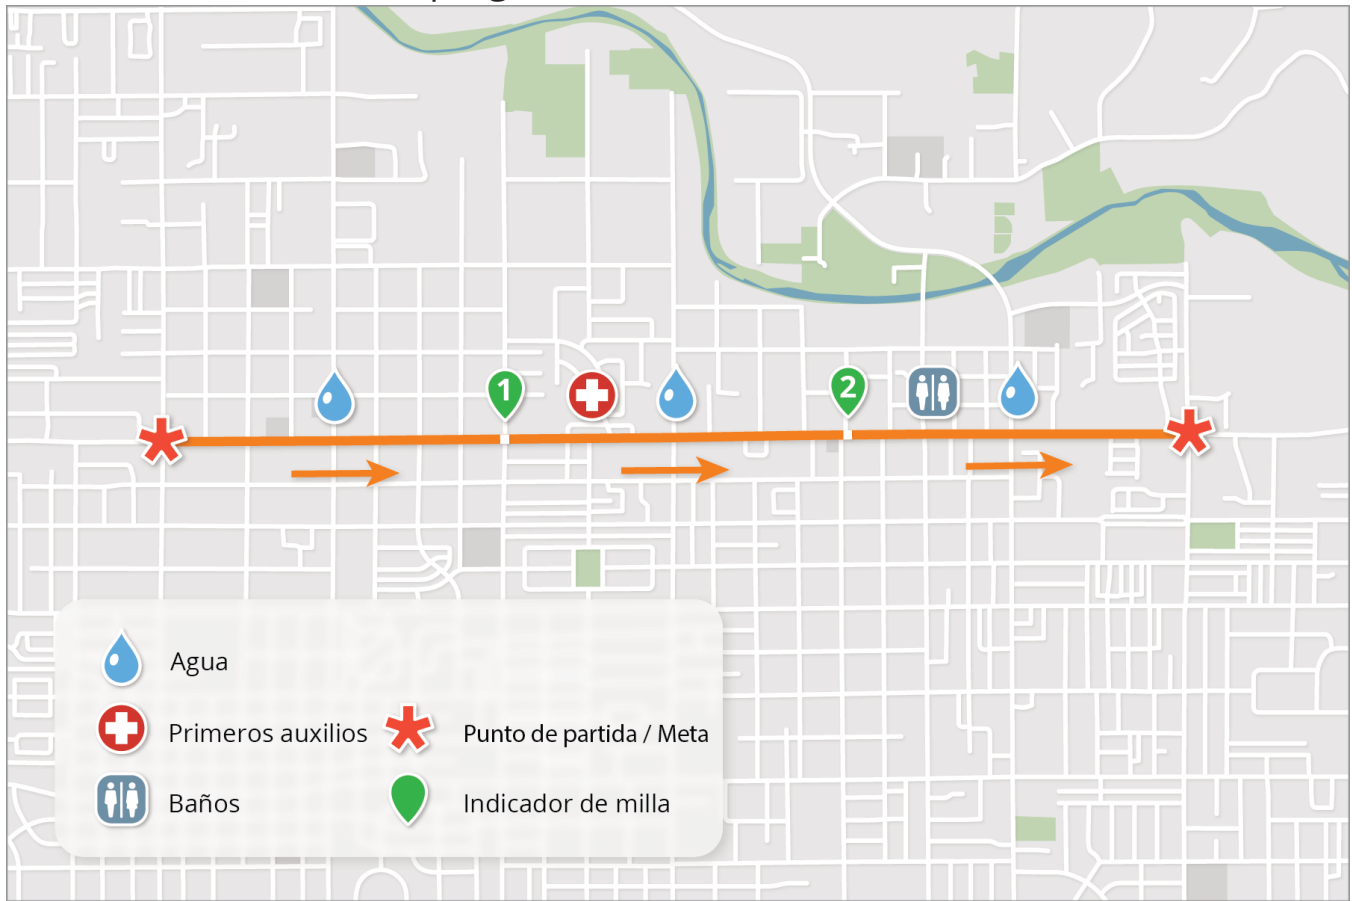 1
2
Agua
Primeros auxilios
Punto de partida / Meta
Baños
Indicador de milla